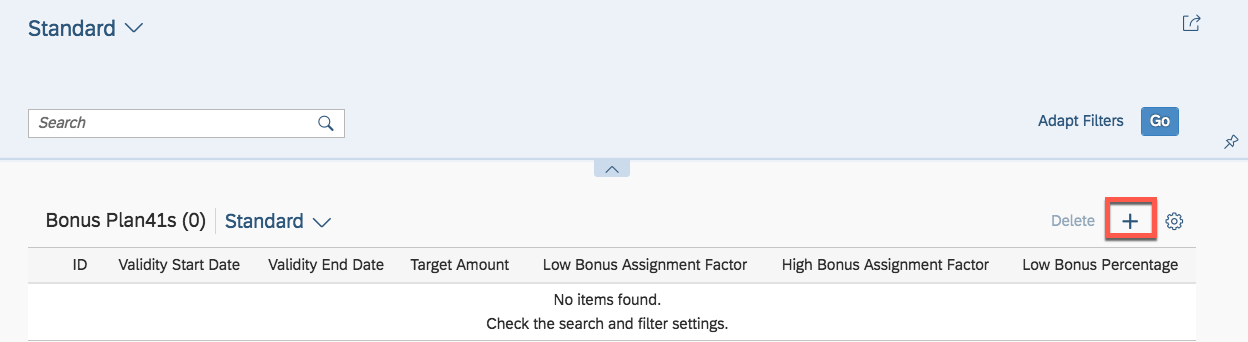 Standard
Search
Adapt Filters Go
Bonus Plan41s (0) Standard Delete
ID Validity Start Date Validity End Date Target Amount Low Bonus Assignment Factor High Bonus Assignment Factor Low Bonus Percentage
No items found.
Check the search and filter settings.